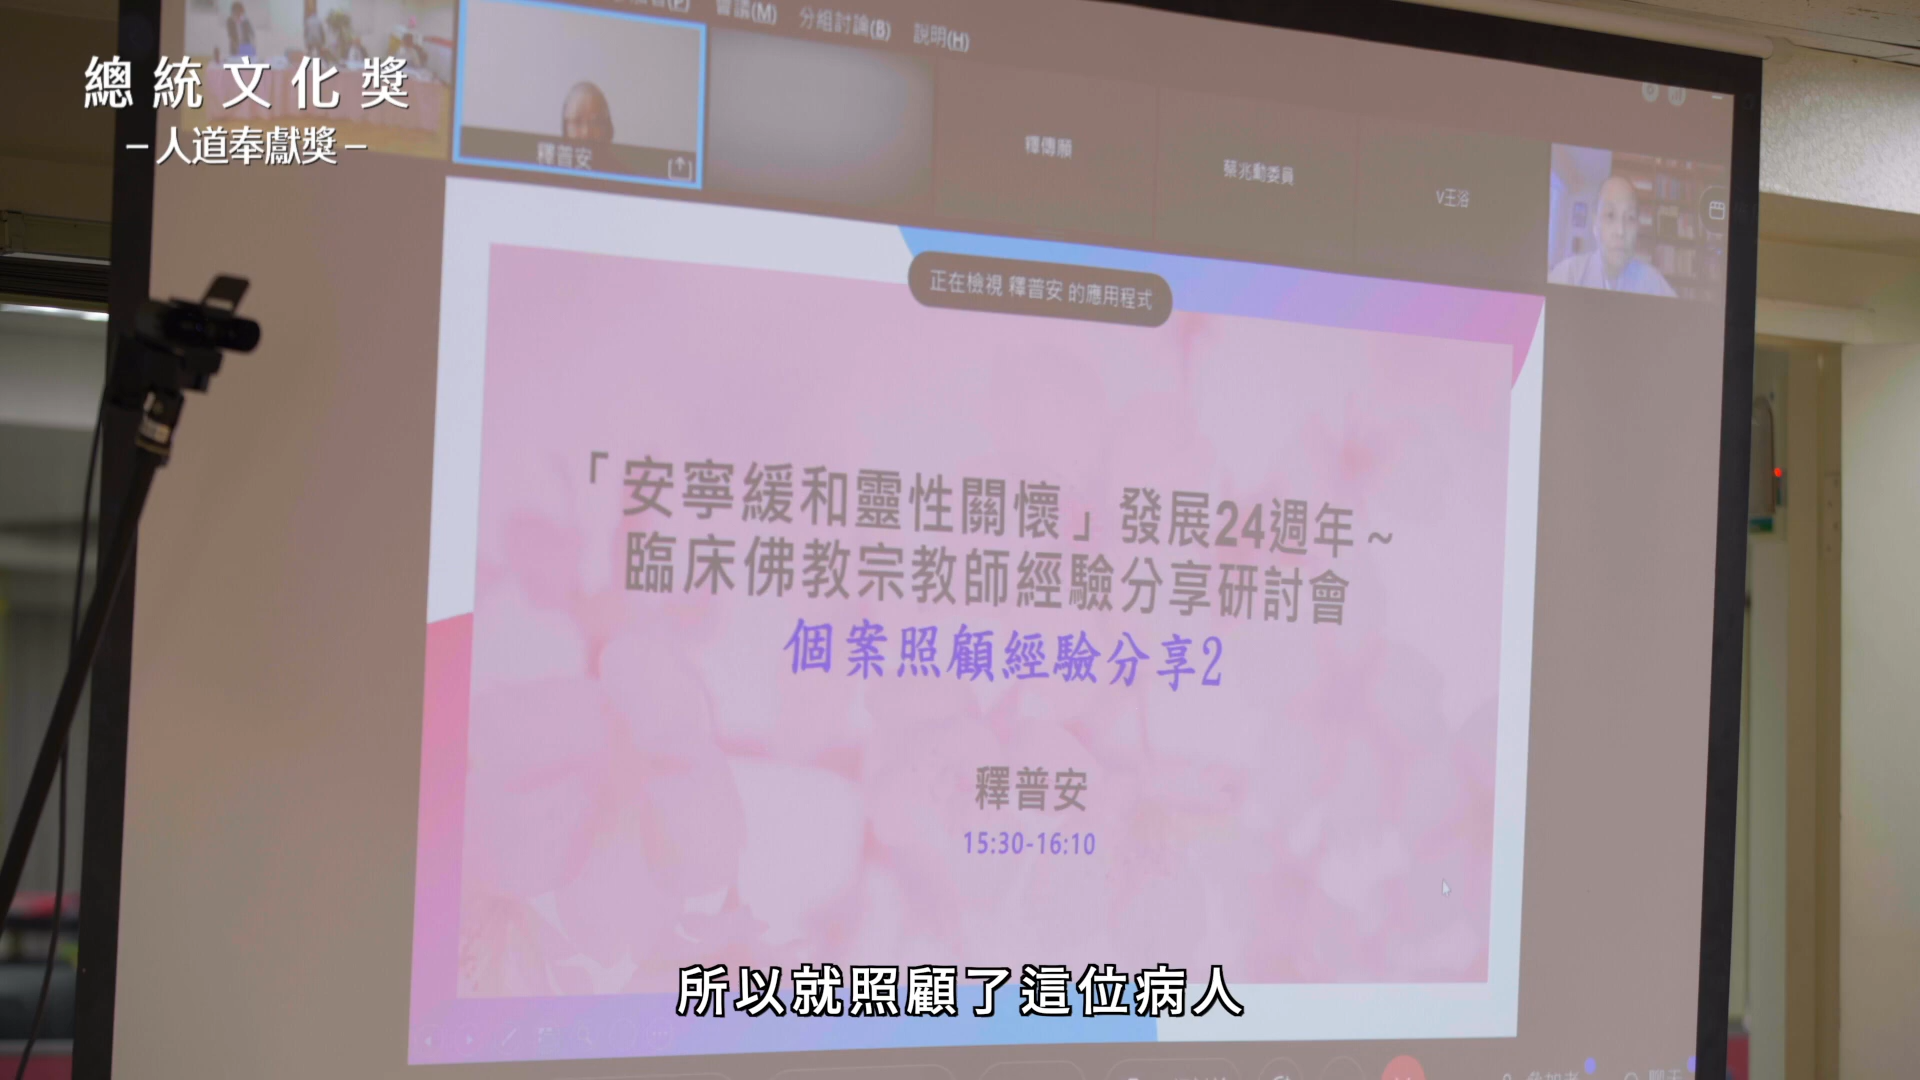 會議(M) 分組討論(B) 說明(H)
總統文化獎
–人道奉獻獎–
釋普安
釋傳願
蔡兆勳委員
V王浴
正在檢視 釋普安 的應用程式
「安寧緩和靈性關懷」發展24週年~
臨床佛教宗教師經驗分享研討會
個案照顧經驗分享2
釋普安
15:30-16:10
所以就照顧了這位病人